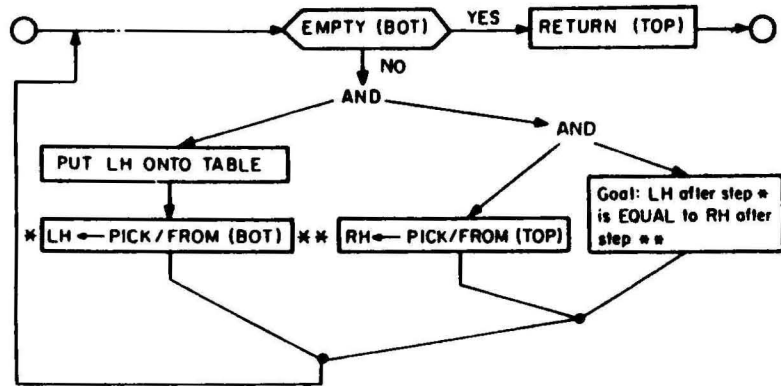 EMPTY (BOT)
YES
RETURN (TOP)
NO
AND
AND
PUT LH ONTO TABLE
Goal: LH after step *
is EQUAL to RH after
step **
* LH ← PICK/FROM (BOT)
** RH ← PICK/FROM (TOP)